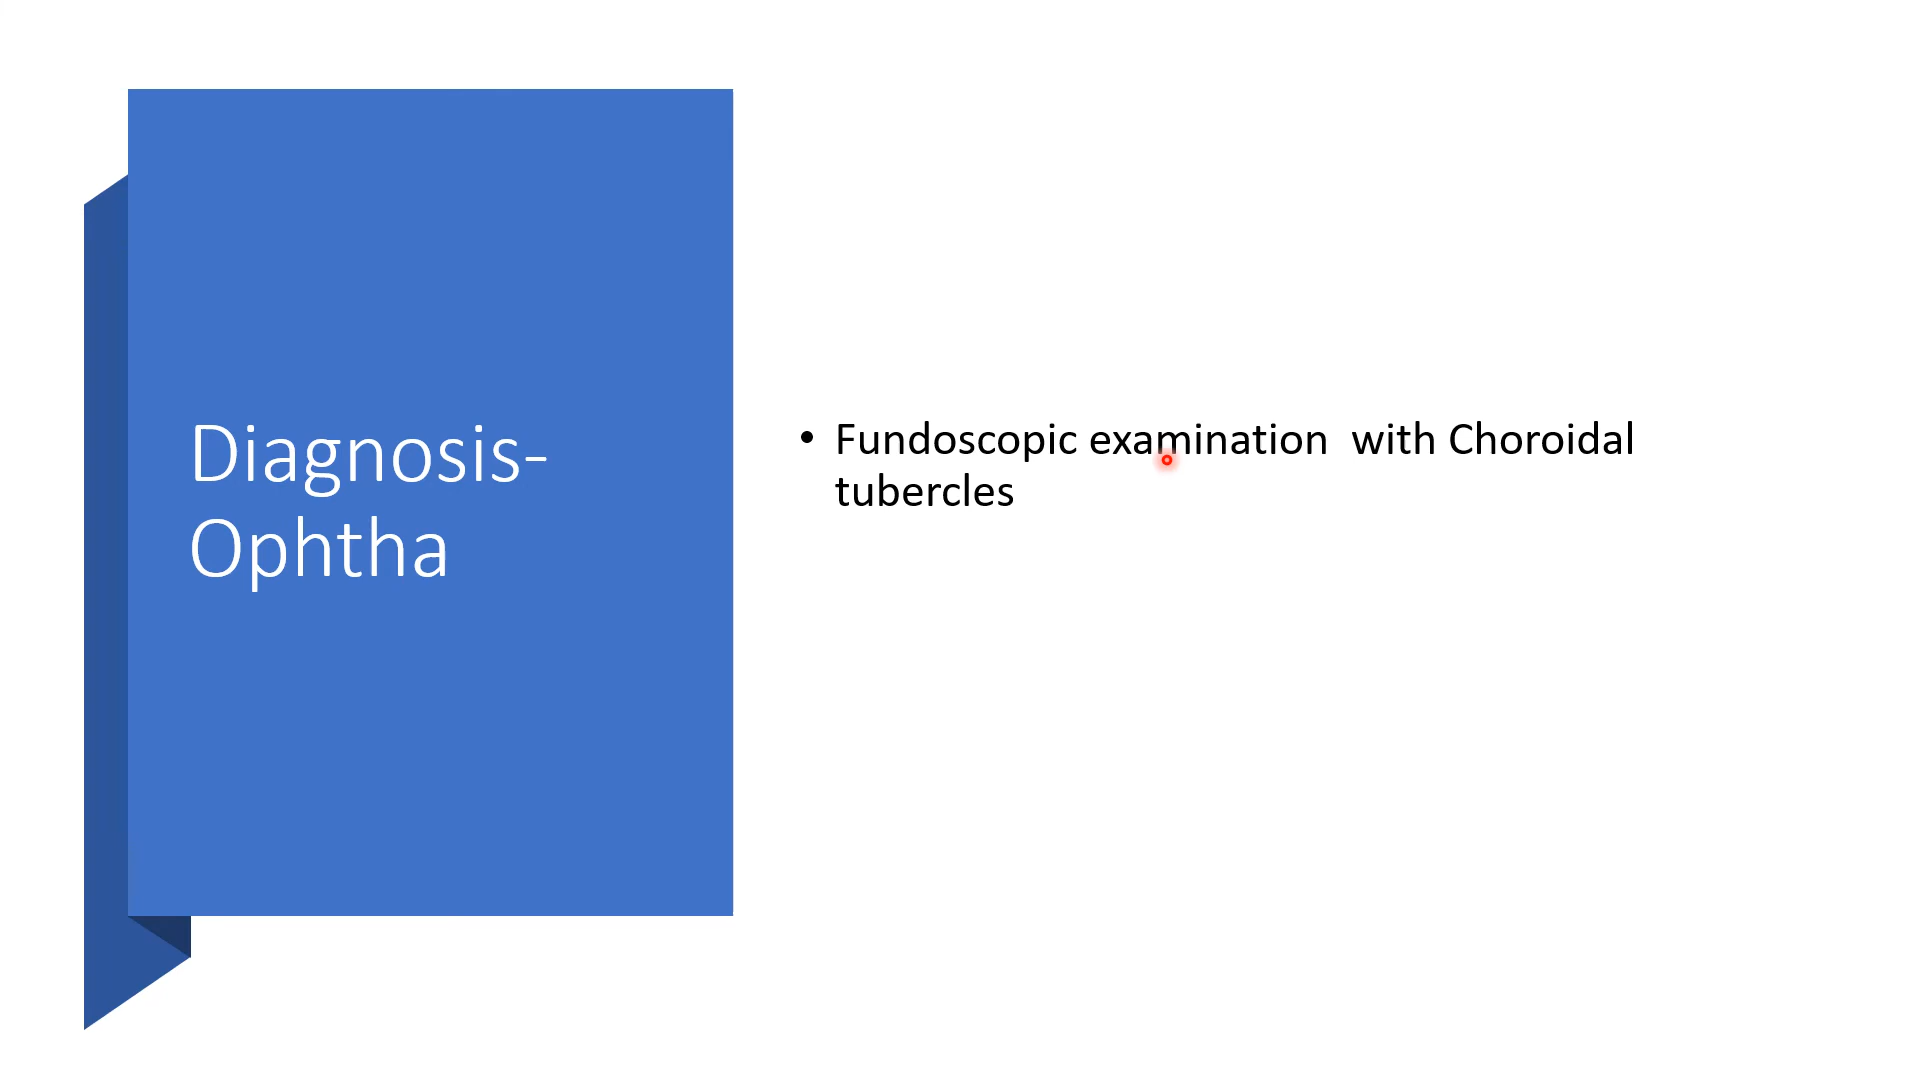 Diagnosis-
Ophtha
• Fundoscopic examination  with Choroidal
tubercles